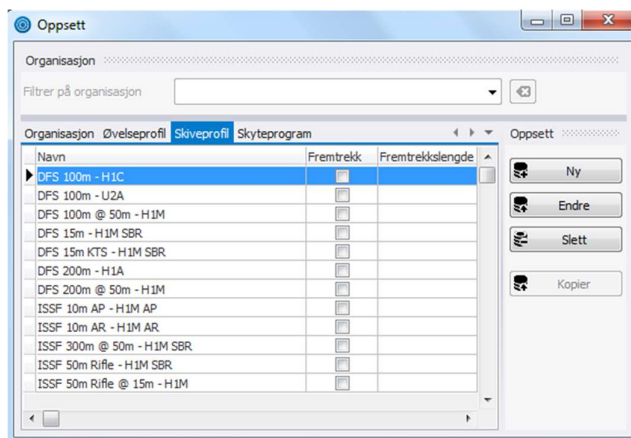 Oppsett
Organisasjon
Filtrer på organisasjon
Organisasjon Øvelseprofil Skiveprofil Skyteprogram
Oppsett
Navn Fremtrekk Fremtrekkslengde
DFS 100m - H1C
DFS 100m - U2A
DFS 100m @ 50m - H1M
DFS 15m - H1M SBR
DFS 15m KTS - H1M SBR
DFS 200m - H1A
DFS 200m @ 50m - H1M
ISSF 10m AP - H1M AP
ISSF 10m AR - H1M AR
ISSF 300m @ 50m - H1M SBR
ISSF 50m Rifle - H1M SBR
ISSF 50m Rifle @ 15m - H1M
Ny
Endre
Slett
Kopier